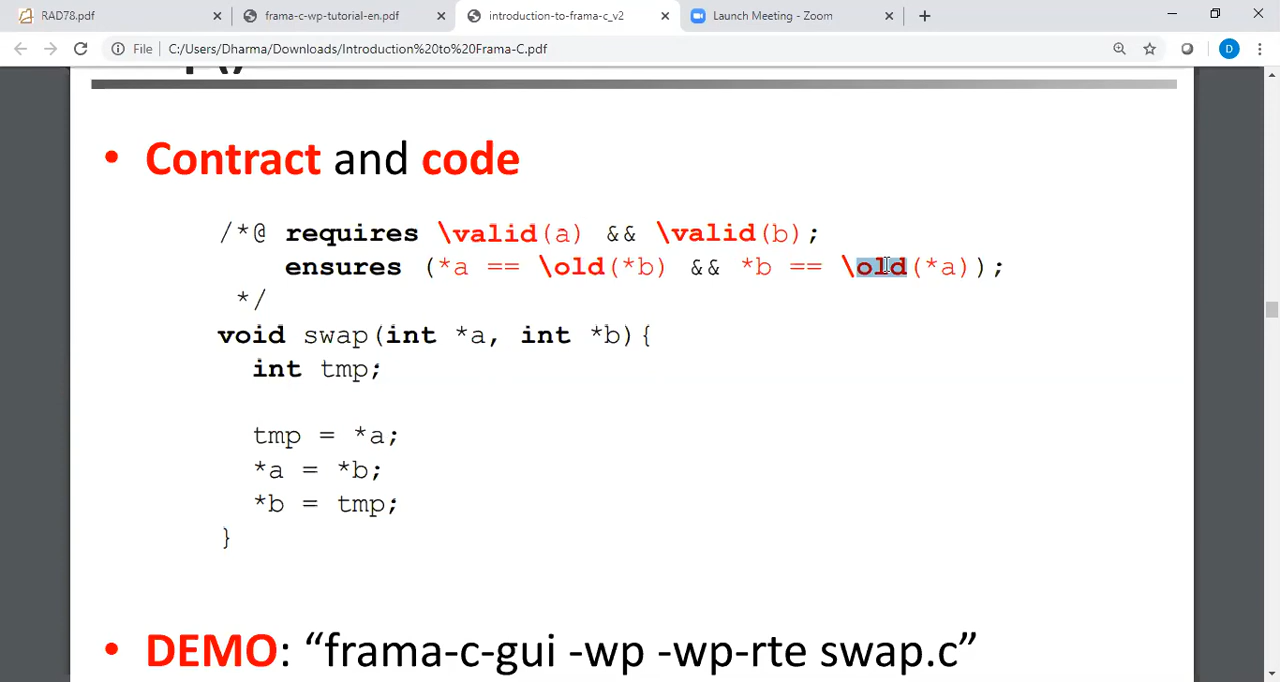 RAD78.pdf
frama-c-wp-tutorial-en.pdf
introduction-to-frama-c_v2
Launch Meeting - Zoom
File
C:/Users/Dharma/Downloads/Introduction%20to%20Frama-C.pdf
D
• Contract and code
/*@ requires \valid(a) && \valid(b);
ensures (*a == \old(*b) && *b == \old(*a));
*/
void swap(int *a, int *b){
int tmp;
tmp = *a;
*a = *b;
*b = tmp;
}
• DEMO: “frama-c-gui -wp -wp-rte swap.c”